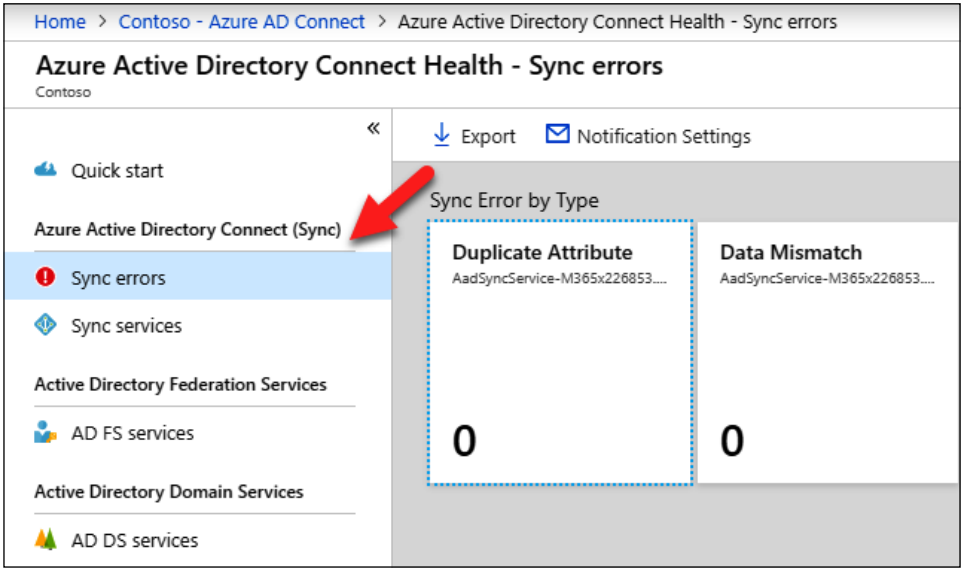 Home > Contoso - Azure AD Connect > Azure Active Directory Connect Health - Sync errors
Azure Active Directory Connect Health - Sync errors
Contoso
«
Quick start
Azure Active Directory Connect (Sync)
Sync errors
Sync services
Active Directory Federation Services
AD FS services
Active Directory Domain Services
AD DS services
Export
Notification Settings
Sync Error by Type
Duplicate Attribute
AadSyncService-M365x226853....
0
Data Mismatch
AadSyncService-M365x226853....
0